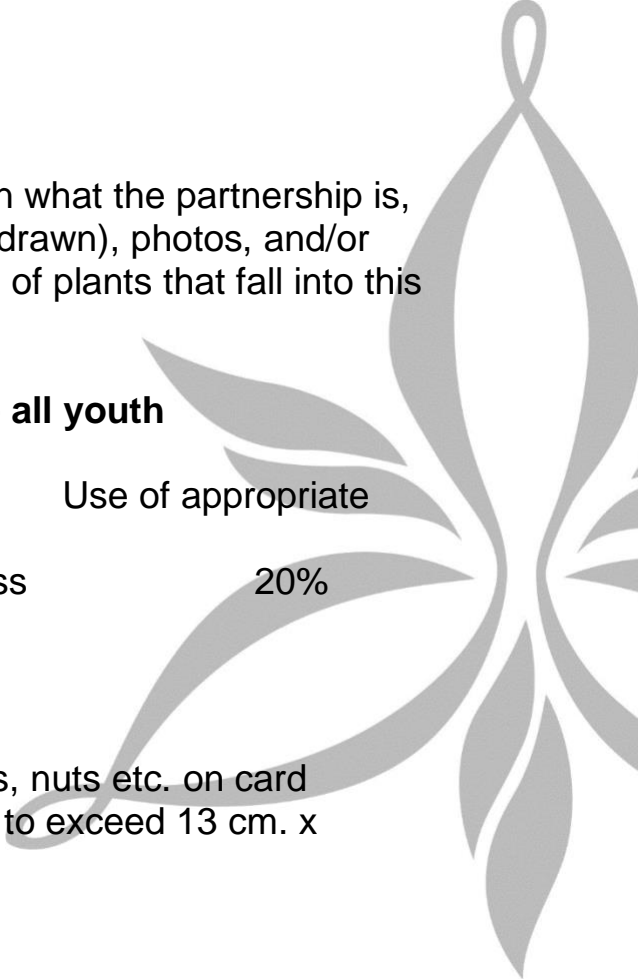 n what the partnership is,
drawn), photos, and/or
of plants that fall into this
all youth
Use of appropriate
ss 20%
s, nuts etc. on card
to exceed 13 cm. x